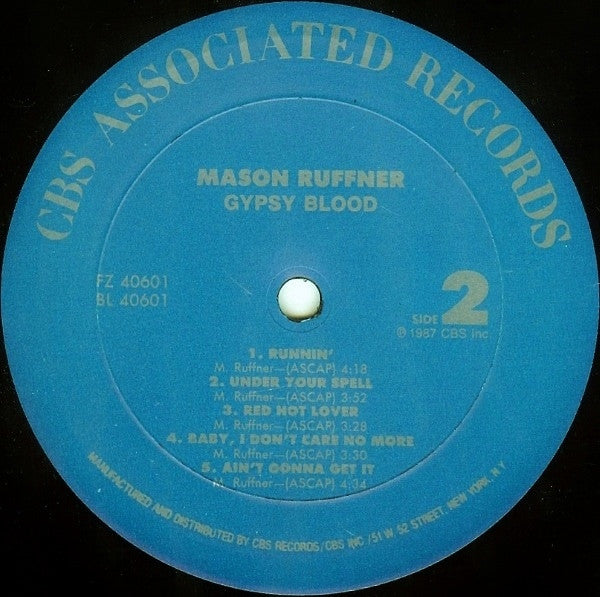 CBS ASSOCIATED RECORDS
MASON RUFFNER
GYPSY BLOOD
FZ 40601
BL 40601
SIDE 2
℗ 1987 CBS Inc
1. RUNNIN'
M. Ruffner—(ASCAP) 4:18
2. UNDER YOUR SPELL
M. Ruffner—(ASCAP) 3:52
3. RED HOT LOVER
M. Ruffner—(ASCAP) 3:28
4. BABY, I DON'T CARE NO MORE
M. Ruffner—(ASCAP) 3:30
5. AIN'T GONNA GET IT
M. Ruffner—(ASCAP) 4:34
MANUFACTURED AND DISTRIBUTED BY CBS RECORDS/CBS INC./51 W. 52 STREET, NEW YORK, N.Y.